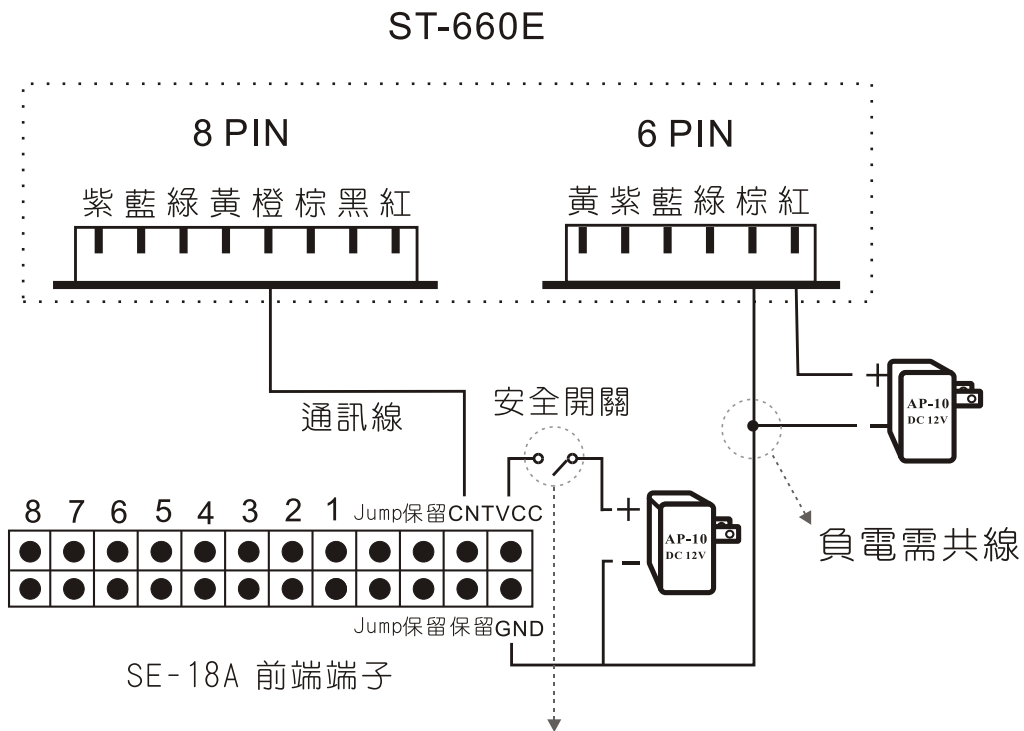 ST-660E
8 PIN
6 PIN
紫藍綠黃橙棕黑紅
黃紫藍綠棕紅
通訊線
安全開關
+
AP-10
DC 12V
−
+
AP-10
DC 12V
−
負電需共線
8 7 6 5 4 3 2 1 Jump保留CNTVCC
Jump保留保留GND
SE-18A 前端端子